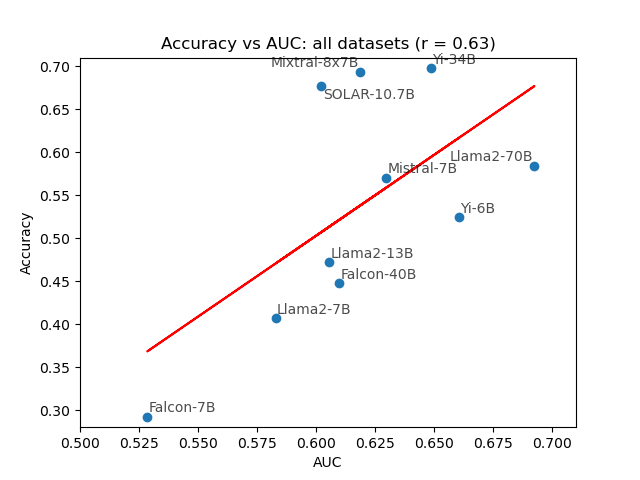 Accuracy vs AUC: all datasets (r = 0.63)
Mixtral-8x7B
Yi-34B
SOLAR-10.7B
Llama2-70B
Mistral-7B
Yi-6B
Llama2-13B
Falcon-40B
Llama2-7B
Falcon-7B
Accuracy
0.70
0.65
0.60
0.55
0.50
0.45
0.40
0.35
0.30
0.500 0.525 0.550 0.575 0.600 0.625 0.650 0.675 0.700
AUC